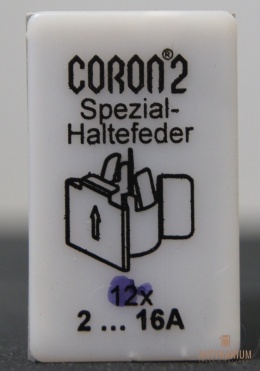 CORON®2
Spezial-
Haltefeder
12x
2 ... 16A